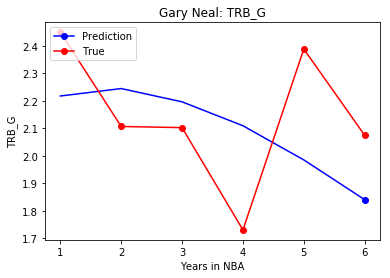 Gary Neal: TRB_G
Prediction
True
TRB_G
2.4
2.3
2.2
2.1
2.0
1.9
1.8
1.7
1
2
3
4
5
6
Years in NBA